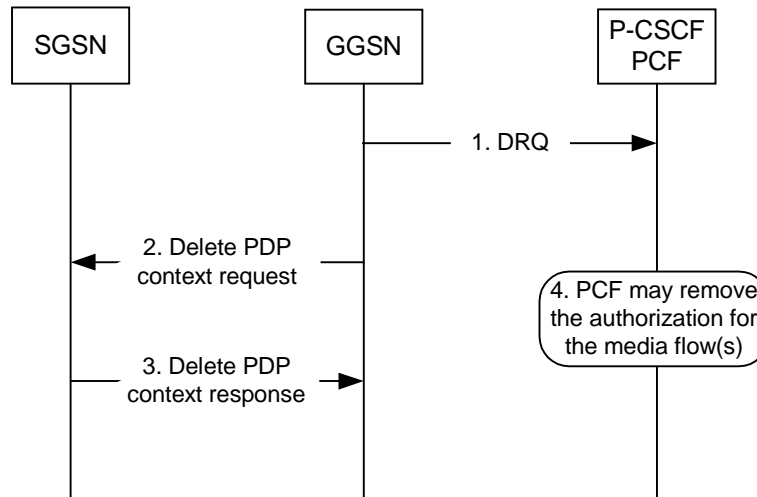 SGSN
GGSN
P-CSCF
PCF
1. DRQ
2. Delete PDP
context request
4. PCF may remove
the authorization for
the media flow(s)
3. Delete PDP
context response